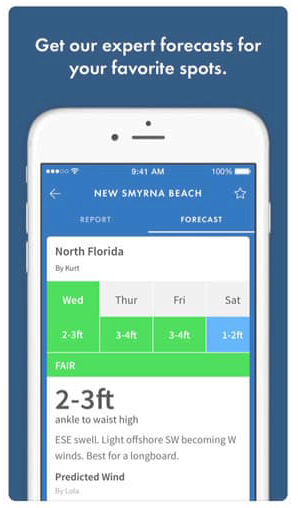 Get our expert forecasts for
your favorite spots.
9:41 AM 100%
NEW SMYRNA BEACH
REPORT FORECAST
North Florida
By Kurt
Wed Thur Fri Sat
2-3ft 3-4ft 3-4ft 1-2ft
FAIR
2-3ft
ankle to waist high
ESE swell. Light offshore SW becoming W
winds. Best for a longboard.
Predicted Wind
By Lola